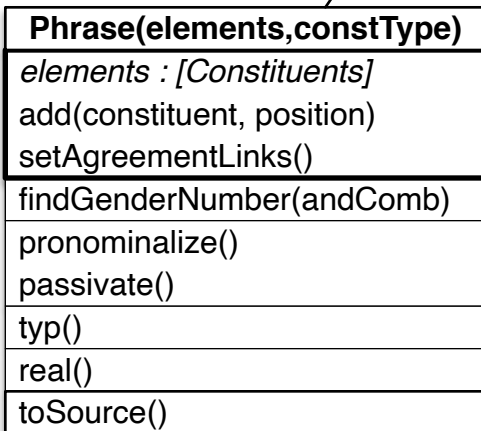 Phrase(elements,constType)
elements : [Constituents]
add(constituent, position)
setAgreementLinks()
findGenderNumber(andComb)
pronominalize()
passivate()
typ()
real()
toSource()